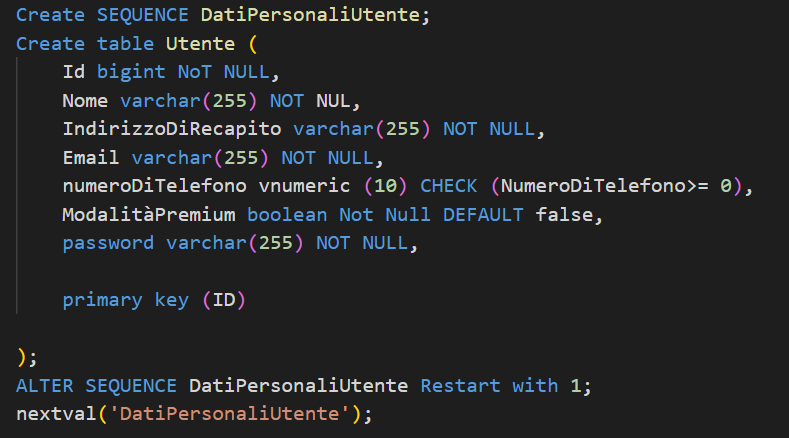 Create SEQUENCE DatiPersonaliUtente;
Create table Utente (
Id bigint NoT NULL,
Nome varchar(255) NOT NUL,
IndirizzoDiRecapito varchar(255) NOT NULL,
Email varchar(255) NOT NULL,
numeroDiTelefono vnumeric (10) CHECK (NumeroDiTelefono>= 0),
ModalitàPremium boolean Not Null DEFAULT false,
password varchar(255) NOT NULL,
primary key (ID)
);
ALTER SEQUENCE DatiPersonaliUtente Restart with 1;
nextval('DatiPersonaliUtente');